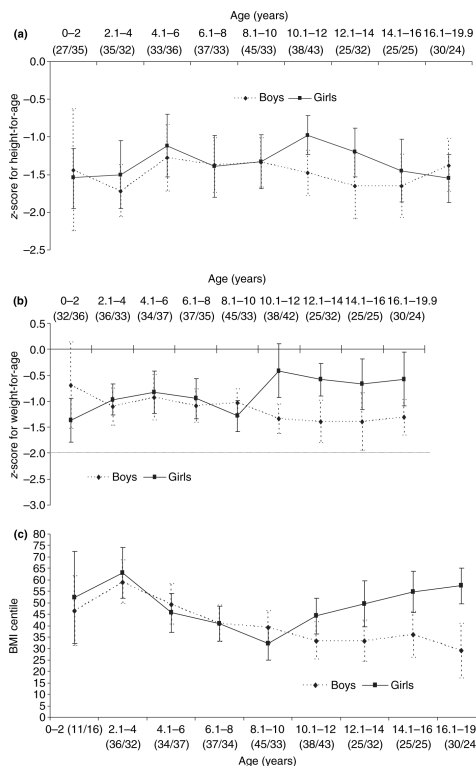 Age (years)
(a) 0–2 2.1–4 4.1–6 6.1–8 8.1–10 10.1–12 12.1–14 14.1–16 16.1–19.9
(27/35) (35/32) (33/36) (37/33) (45/33) (38/43) (25/32) (25/25) (30/24)
0
−0.5
−1.0
−1.5
−2.0
−2.5
z-score for height-for-age
Boys Girls
Age (years)
(b) 0–2 2.1–4 4.1–6 6.1–8 8.1–10 10.1–12 12.1–14 14.1–16 16.1–19.9
(32/36) (36/33) (34/37) (37/35) (45/33) (38/42) (25/32) (25/25) (30/24)
0.5
−0.0
−0.5
−1.0
−1.5
−2.0
−2.5
−3.0
z-score for weight-for-age
Boys Girls
(c)
80
75
70
65
60
55
50
45
40
35
30
25
20
15
10
5
0
BMI centile
Boys Girls
0–2 (11/16) 2.1–4 4.1–6 6.1–8 8.1–10 10.1–12 12.1–14 14.1–16 16.1–19
(36/32) (34/37) (37/34) (45/33) (38/43) (25/32) (25/25) (30/24)
Age (years)